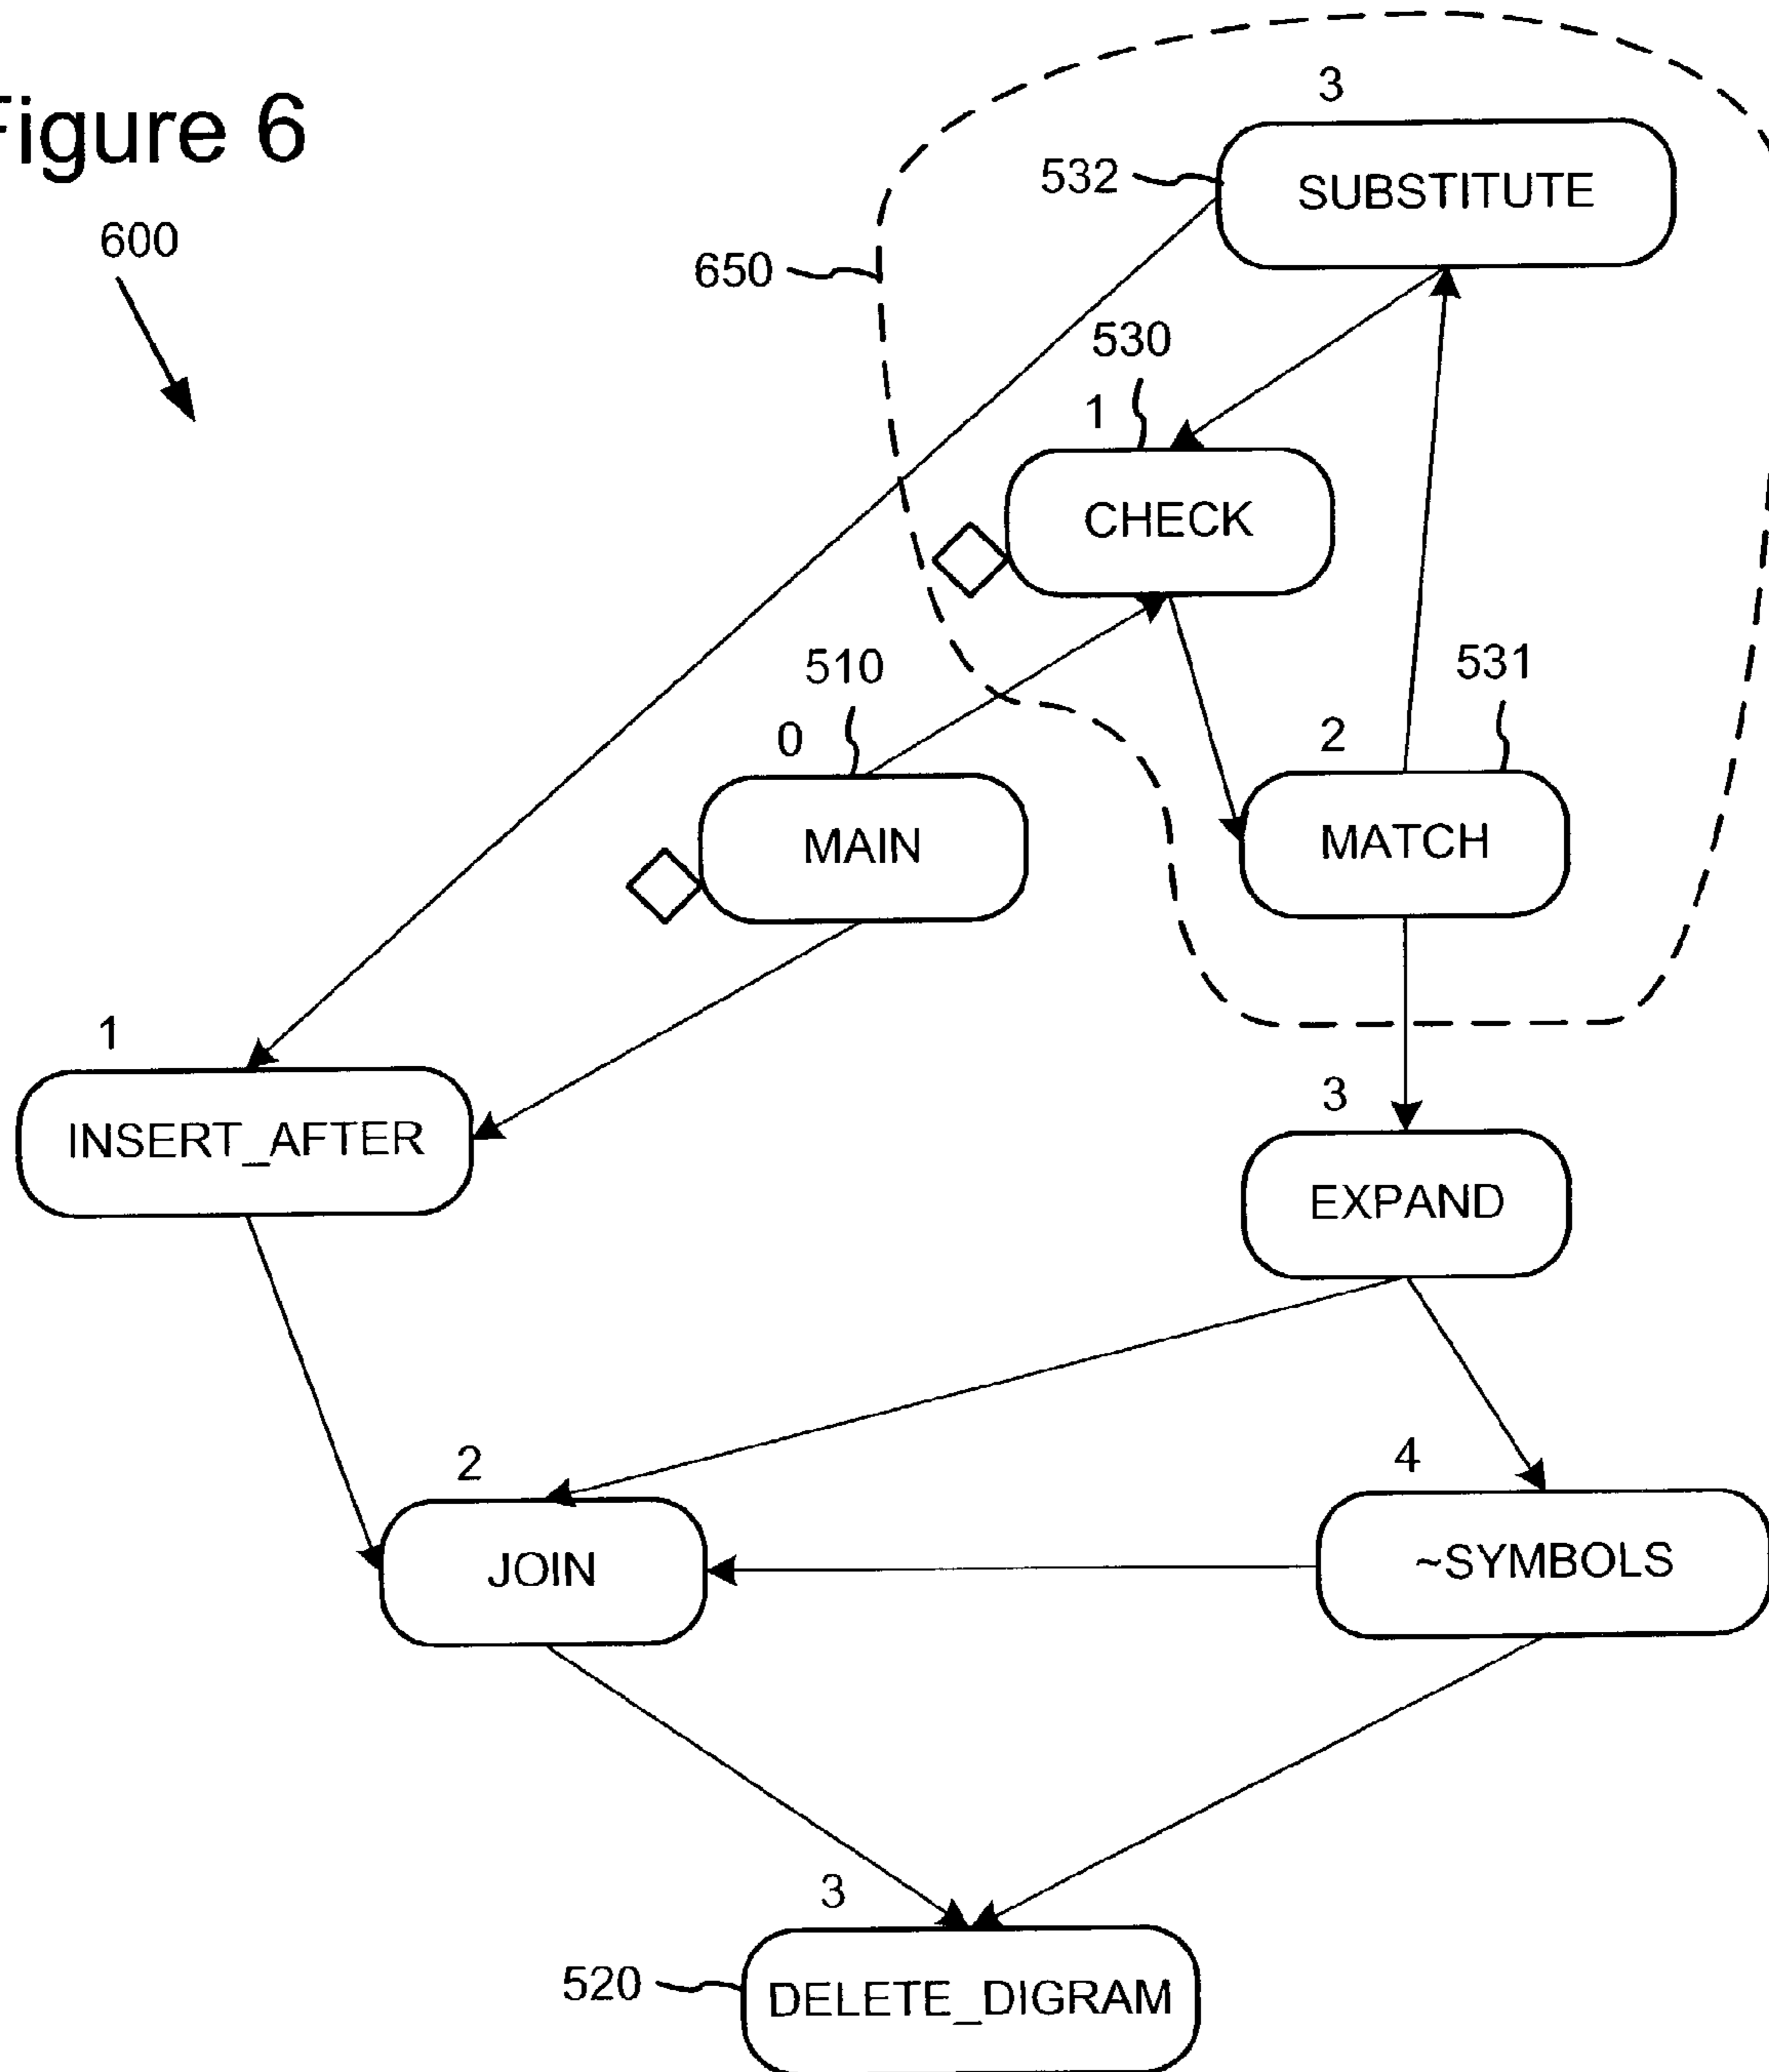 Figure 6
600
3
532
SUBSTITUTE
650
530
1
CHECK
510
531
0
2
MAIN
MATCH
1
INSERT_AFTER
3
EXPAND
2
4
JOIN
~SYMBOLS
3
520
DELETE_DIGRAM